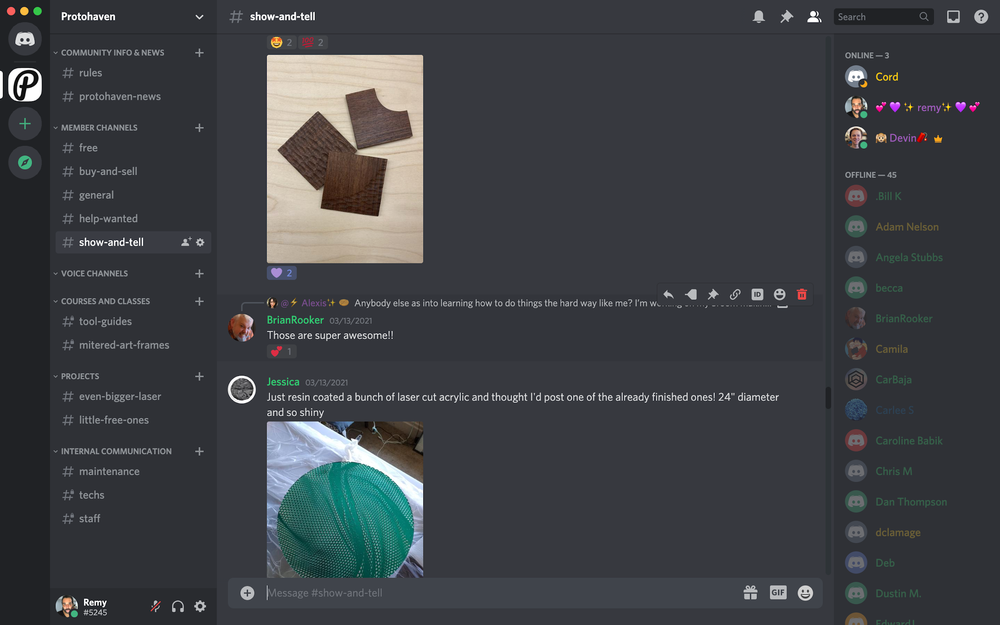 Protohaven
COMMUNITY INFO & NEWS
rules
protohaven-news
MEMBER CHANNELS
free
buy-and-sell
general
help-wanted
show-and-tell
VOICE CHANNELS
COURSES AND CLASSES
tool-guides
mitered-art-frames
PROJECTS
even-bigger-laser
little-free-ones
INTERNAL COMMUNICATION
maintenance
techs
staff
Remy
#5245
# show-and-tell
Search
2 100 2
2
@⚡ Alexis✨ Anybody else as into learning how to do things the hard way like me? I'm
ID
BrianRooker 03/13/2021
Those are super awesome!!
1
Jessica 03/13/2021
Just resin coated a bunch of laser cut acrylic and thought I'd post one of the already finished ones! 24" diameter
and so shiny
Message #show-and-tell
GIF
ONLINE — 3
Cord
💕 💜 ✨ remy✨ 💜 💕
🙉 Devin🧨
OFFLINE — 45
.Bill K
Adam Nelson
Angela Stubbs
becca
BrianRooker
Camila
CarBaja
Carlee S
Caroline Babik
Chris M
Dan Thompson
dclamage
Deb
Dustin M.